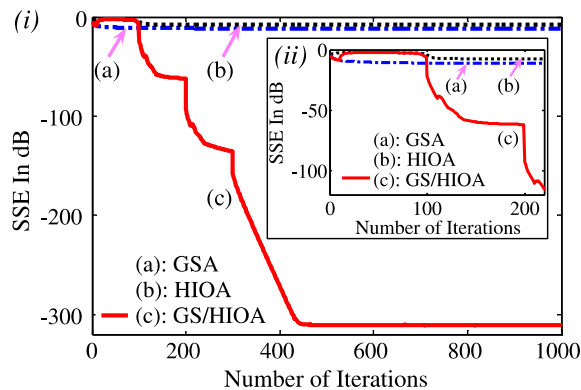 (i)
SSE In dB
0
-100
-200
-300
(a)
(b)
(c)
(a): GSA
(b): HIOA
(c): GS/HIOA
0
200
400
600
800
1000
Number of Iterations
(ii)
SSE In dB
0
-50
-100
(a)
(b)
(c)
(a): GSA
(b): HIOA
(c): GS/HIOA
0
100
200
Number of Iterations